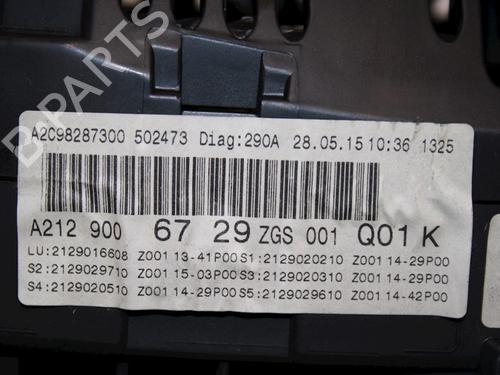 B-PARTS
A2C98287300 502473 Diag:290A 28.05.15 10:36 1325
A212 900 67 29 ZGS 001 Q01 K
LU:2129016608 Z001 13-41P00 S1:2129020210 Z001 14-29P00
S2:2129029710 Z001 15-03P00 S3:2129020310 Z001 14-29P00
S4:2129020510 Z001 14-29P00 S5:2129029610 Z001 14-42P00